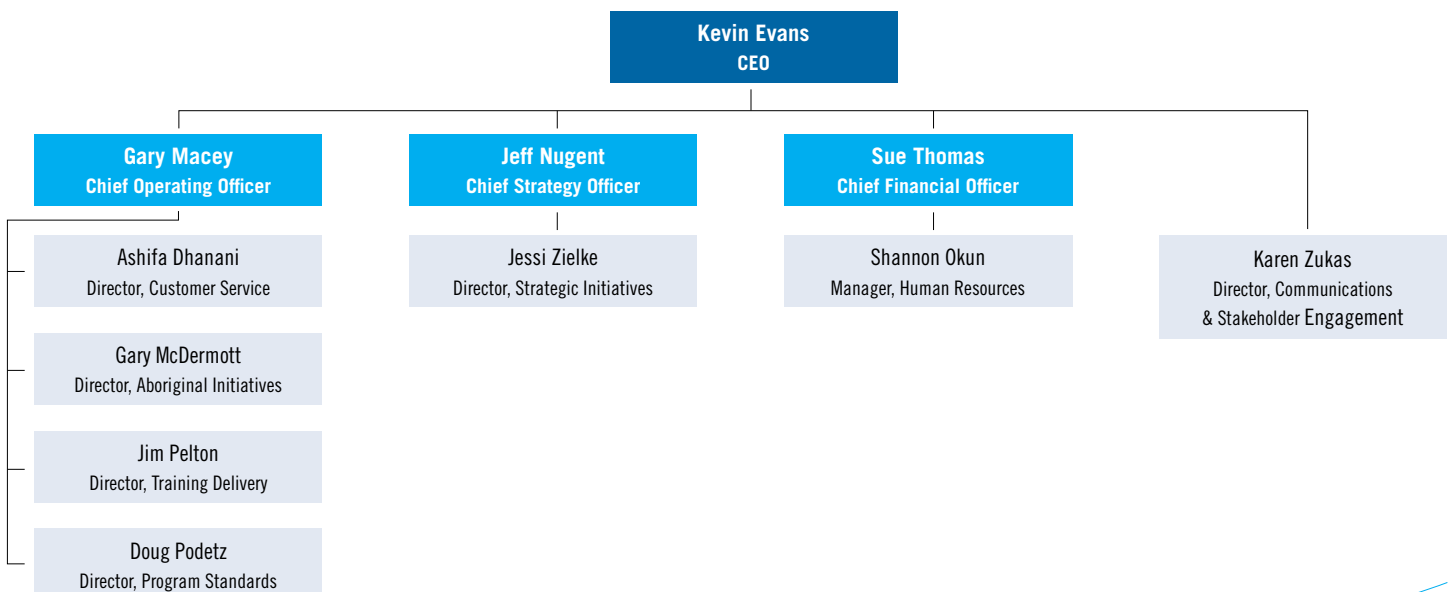 Kevin Evans
CEO
Gary Macey
Chief Operating Officer
Jeff Nugent
Chief Strategy Officer
Sue Thomas
Chief Financial Officer
Ashifa Dhanani
Director, Customer Service
Jessi Zielke
Director, Strategic Initiatives
Shannon Okun
Manager, Human Resources
Karen Zukas
Director, Communications
& Stakeholder Engagement
Gary McDermott
Director, Aboriginal Initiatives
Jim Pelton
Director, Training Delivery
Doug Podetz
Director, Program Standards